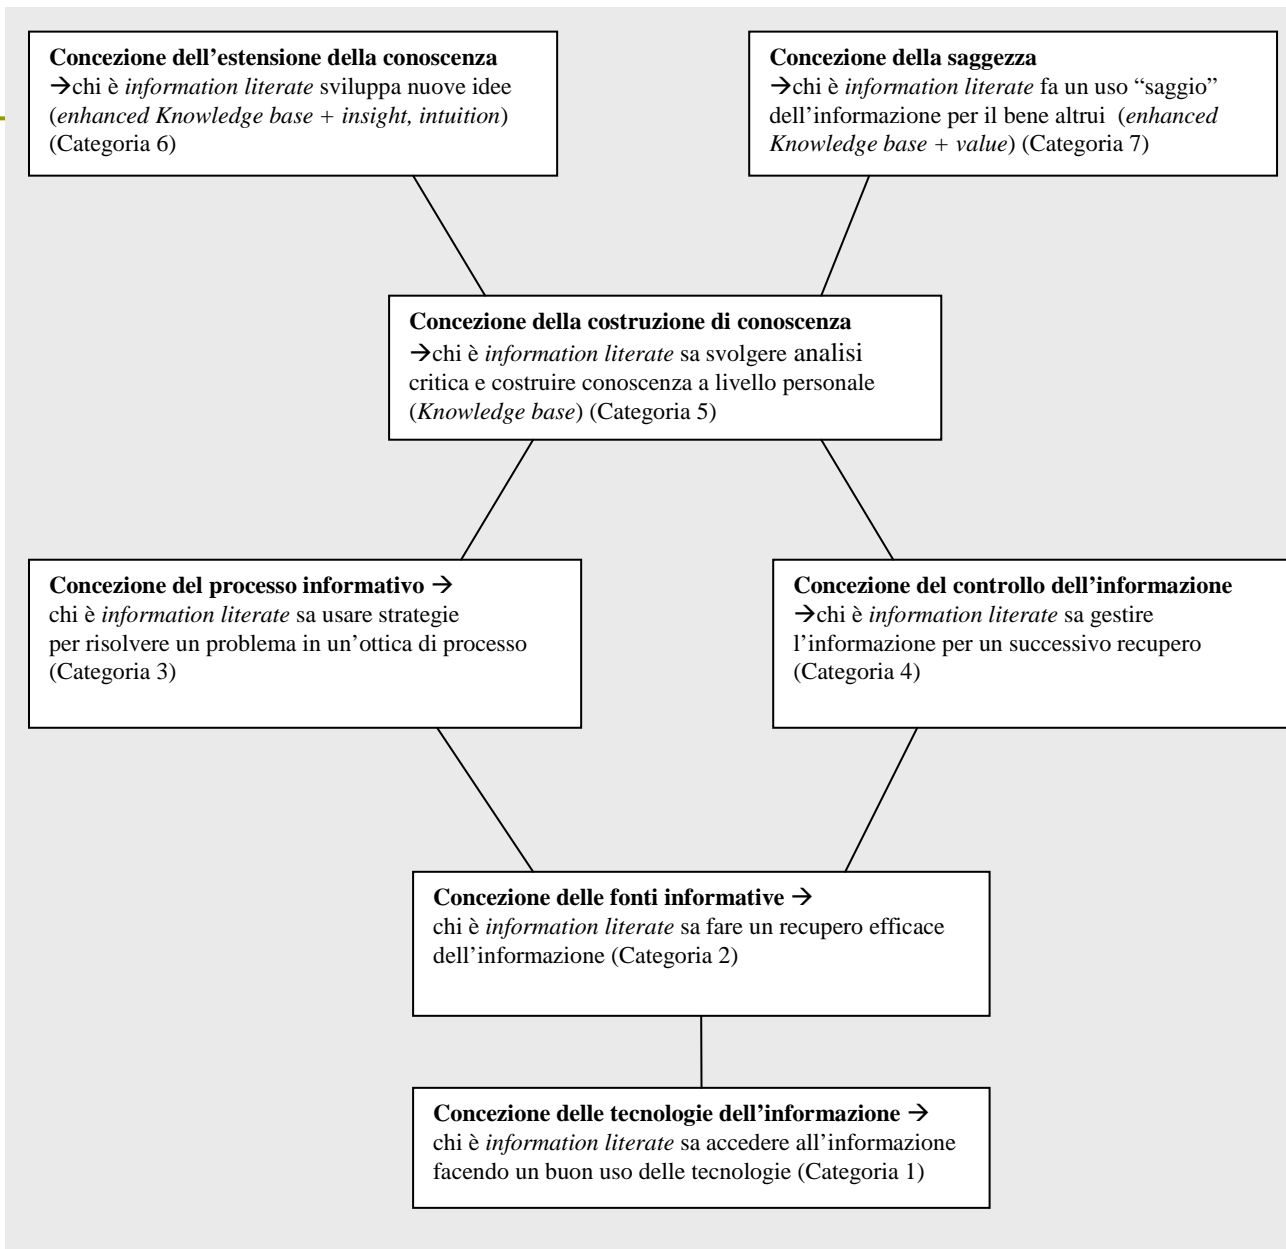 Concezione dell’estensione della conoscenza
→chi è information literate sviluppa nuove idee
(enhanced Knowledge base + insight, intuition)
(Categoria 6)
Concezione della saggezza
→chi è information literate fa un uso “saggio”
dell’informazione per il bene altrui (enhanced
Knowledge base + value) (Categoria 7)
Concezione della costruzione di conoscenza
→chi è information literate sa svolgere analisi
critica e costruire conoscenza a livello personale
(Knowledge base) (Categoria 5)
Concezione del processo informativo →
chi è information literate sa usare strategie
per risolvere un problema in un’ottica di processo
(Categoria 3)
Concezione del controllo dell’informazione
→chi è information literate sa gestire
l’informazione per un successivo recupero
(Categoria 4)
Concezione delle fonti informative →
chi è information literate sa fare un recupero efficace
dell’informazione (Categoria 2)
Concezione delle tecnologie dell’informazione →
chi è information literate sa accedere all’informazione
facendo un buon uso delle tecnologie (Categoria 1)